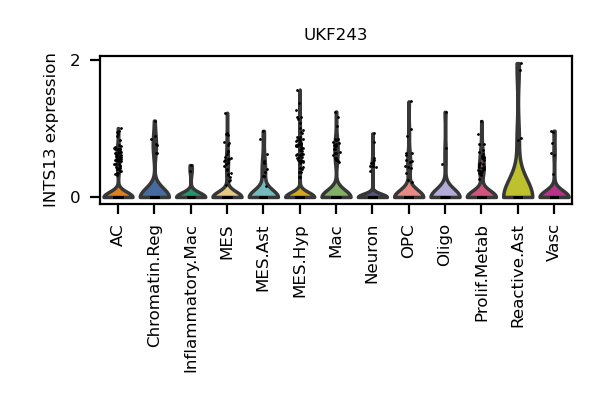 UKF243
INTS13 expression
2
0
AC
Chromatin.Reg
Inflammatory.Mac
MES
MES.Ast
MES.Hyp
Mac
Neuron
OPC
Oligo
Prolif.Metab
Reactive.Ast
Vasc